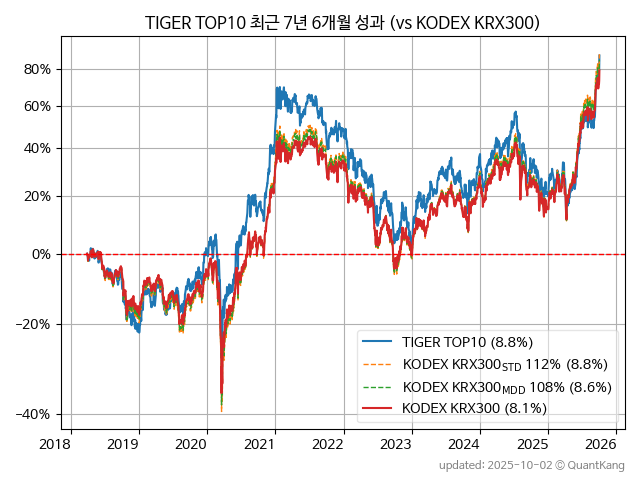 TIGER TOP10 최근 7년 6개월 성과 (vs KODEX KRX300)
80%
60%
40%
20%
0%
−20%
−40%
TIGER TOP10 (8.8%)
KODEX KRX300STD 112% (8.8%)
KODEX KRX300MDD 108% (8.6%)
KODEX KRX300 (8.1%)
2018 2019 2020 2021 2022 2023 2024 2025 2026
updated: 2025-10-02 © QuantKang